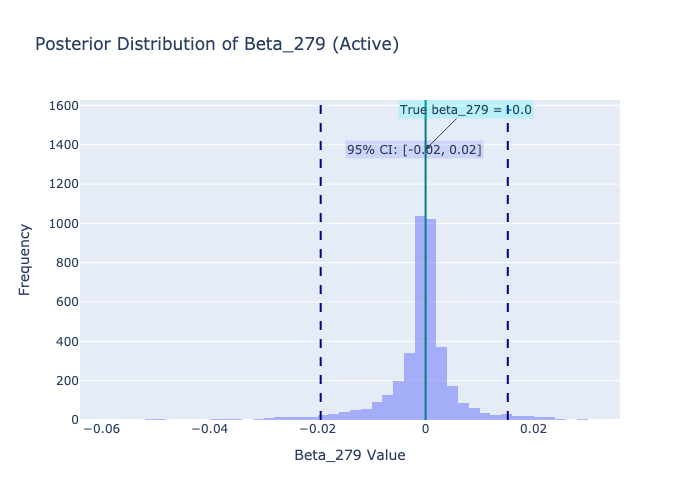 Posterior Distribution of Beta_279 (Active)
1600
1400
1200
1000
800
600
400
200
0
Frequency
True beta_279 = -0.0
95% CI: [-0.02, 0.02]
−0.06
−0.04
−0.02
0
0.02
Beta_279 Value